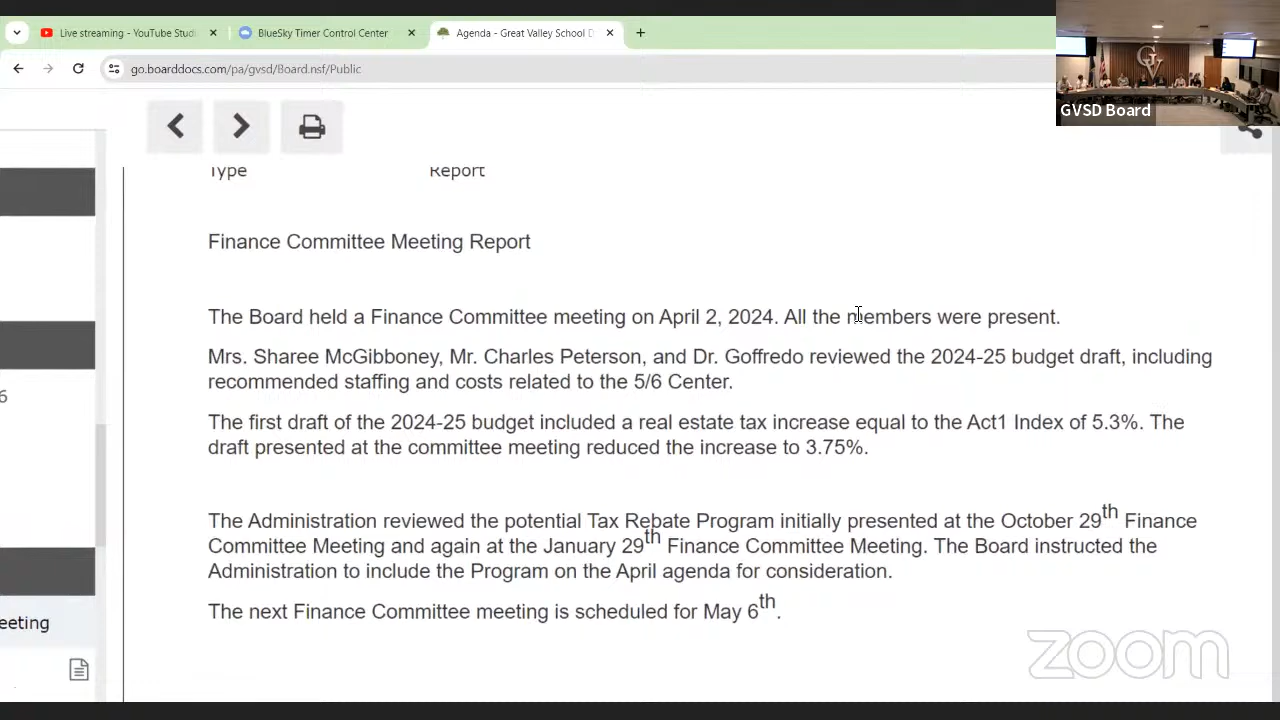 Live streaming - YouTube Studi
BlueSky Timer Control Center
Agenda - Great Valley School D
go.boarddocs.com/pa/gvsd/Board.nsf/Public
GV
GVSD Board
Type Report
Finance Committee Meeting Report
The Board held a Finance Committee meeting on April 2, 2024. All the members were present.
Mrs. Sharee McGibboney, Mr. Charles Peterson, and Dr. Goffredo reviewed the 2024-25 budget draft, including
recommended staffing and costs related to the 5/6 Center.
6
The first draft of the 2024-25 budget included a real estate tax increase equal to the Act1 Index of 5.3%. The
draft presented at the committee meeting reduced the increase to 3.75%.
The Administration reviewed the potential Tax Rebate Program initially presented at the October 29th Finance
Committee Meeting and again at the January 29th Finance Committee Meeting. The Board instructed the
Administration to include the Program on the April agenda for consideration.
The next Finance Committee meeting is scheduled for May 6th.
eeting
zoom